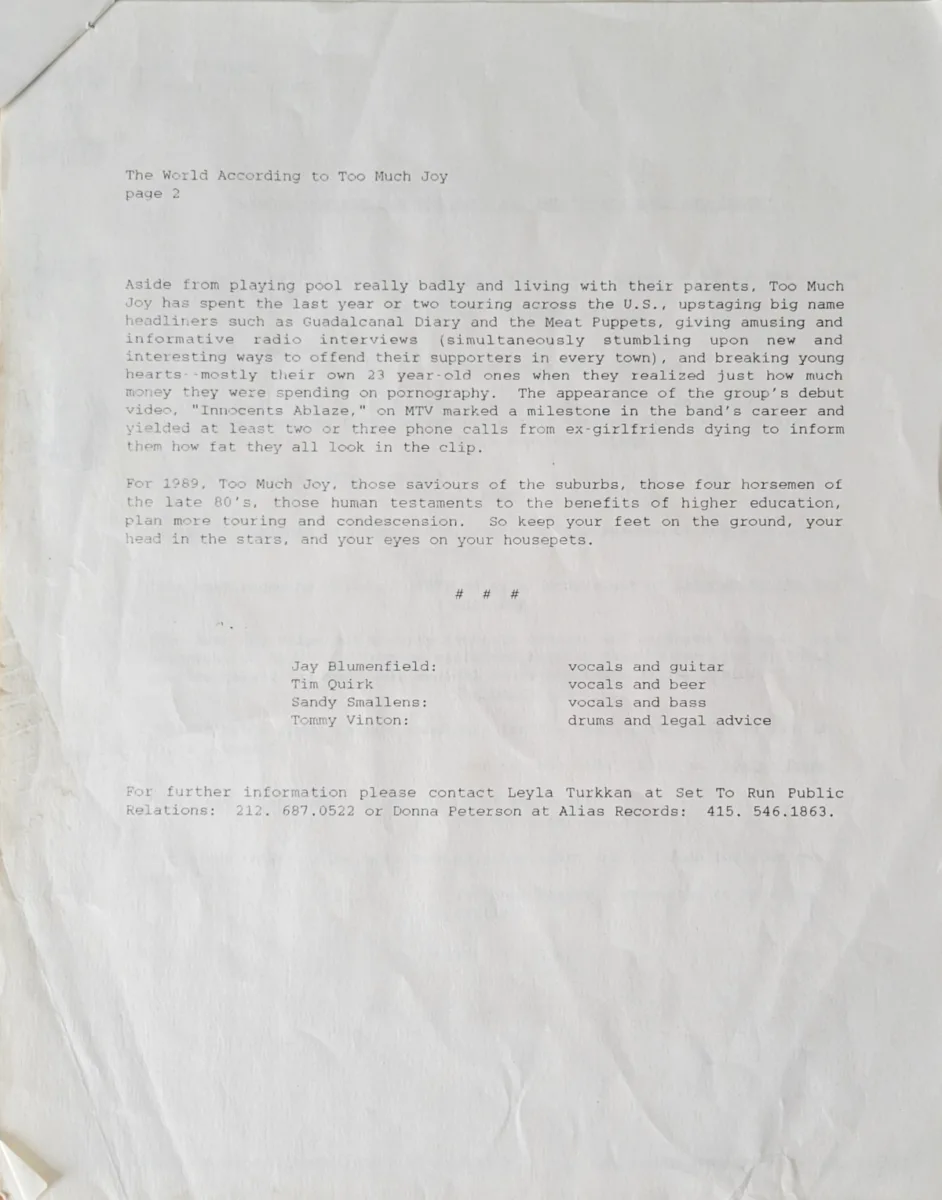 The World According to Too Much Joy
page 2
Aside from playing pool really badly and living with their parents, Too Much
Joy has spent the last year or two touring across the U.S., upstaging big name
headliners such as Guadalcanal Diary and the Meat Puppets, giving amusing and
informative radio interviews (simultaneously stumbling upon new and
interesting ways to offend their supporters in every town), and breaking young
hearts--mostly their own 23 year-old ones when they realized just how much
money they were spending on pornography. The appearance of the group's debut
video, "Innocents Ablaze," on MTV marked a milestone in the band's career and
yielded at least two or three phone calls from ex-girlfriends dying to inform
them how fat they all look in the clip.
For 1989, Too Much Joy, those saviours of the suburbs, those four horsemen of
the late 80's, those human testaments to the benefits of higher education,
plan more touring and condescension. So keep your feet on the ground, your
head in the stars, and your eyes on your housepets.
# # #
Jay Blumenfield: vocals and guitar
Tim Quirk vocals and beer
Sandy Smallens: vocals and bass
Tommy Vinton: drums and legal advice
For further information please contact Leyla Turkkan at Set To Run Public
Relations: 212. 687.0522 or Donna Peterson at Alias Records: 415. 546.1863.